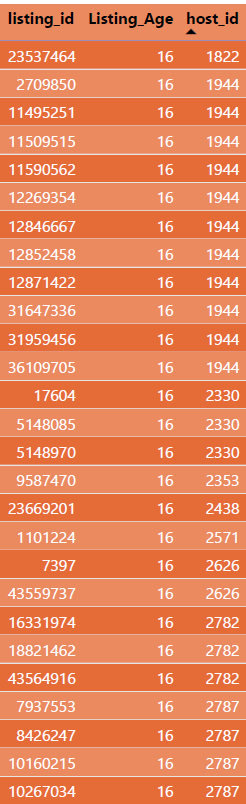 listing_id Listing_Age host_id
23537464 16 1822
2709850 16 1944
11495251 16 1944
11509515 16 1944
11590562 16 1944
12269354 16 1944
12846667 16 1944
12852458 16 1944
12871422 16 1944
31647336 16 1944
31959456 16 1944
36109705 16 1944
17604 16 2330
5148085 16 2330
5148970 16 2330
9587470 16 2353
23669201 16 2438
1101224 16 2571
7397 16 2626
43559737 16 2626
16331974 16 2782
18821462 16 2782
43564916 16 2782
7937553 16 2787
8426247 16 2787
10160215 16 2787
10267034 16 2787